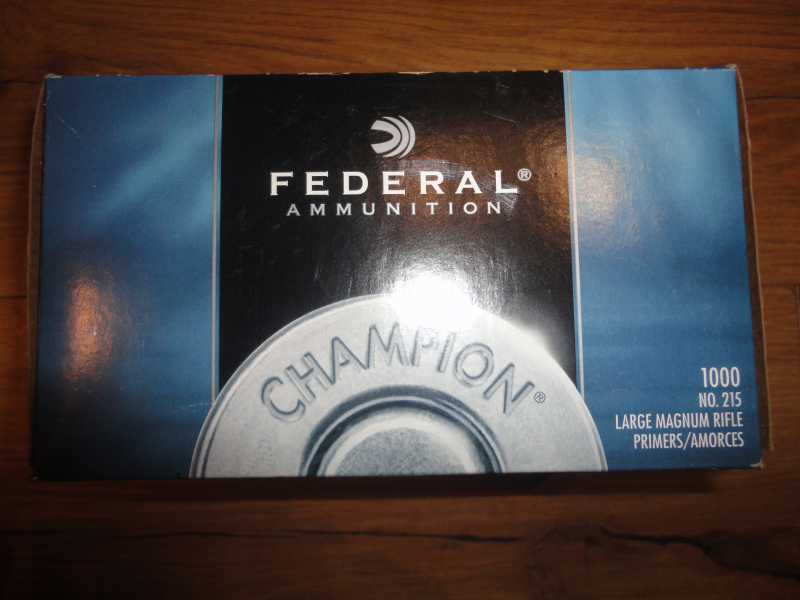 FEDERAL®
AMMUNITION
CHAMPION®
1000
NO. 215
LARGE MAGNUM RIFLE
PRIMERS/AMORCES